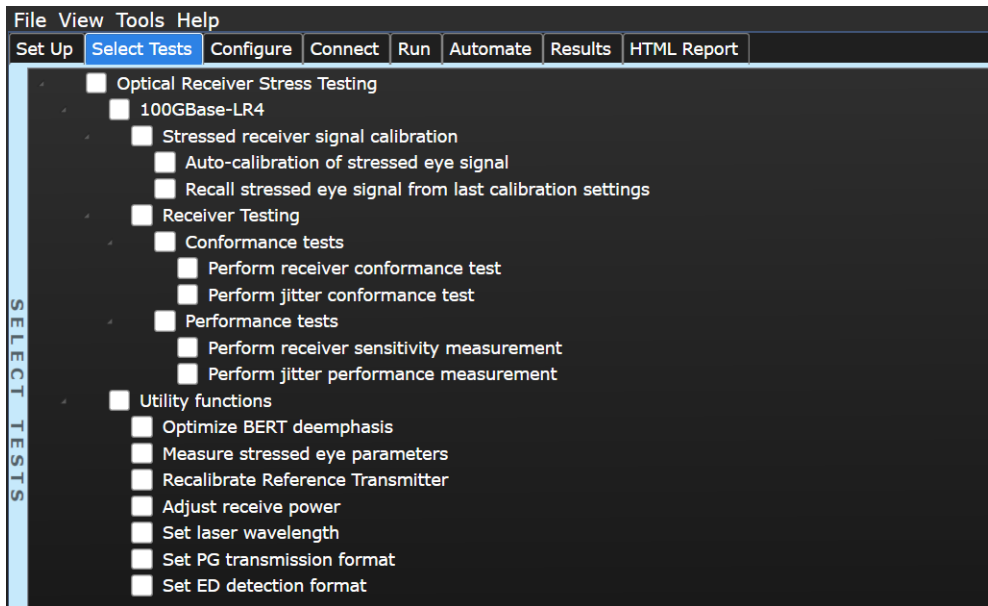 File View Tools Help
Set Up Select Tests Configure Connect Run Automate Results HTML Report
Optical Receiver Stress Testing
100GBase-LR4
Stressed receiver signal calibration
Auto-calibration of stressed eye signal
Recall stressed eye signal from last calibration settings
Receiver Testing
Conformance tests
Perform receiver conformance test
Perform jitter conformance test
Performance tests
Perform receiver sensitivity measurement
Perform jitter performance measurement
Utility functions
Optimize BERT deemphasis
Measure stressed eye parameters
Recalibrate Reference Transmitter
Adjust receive power
Set laser wavelength
Set PG transmission format
Set ED detection format
SELECT TESTS